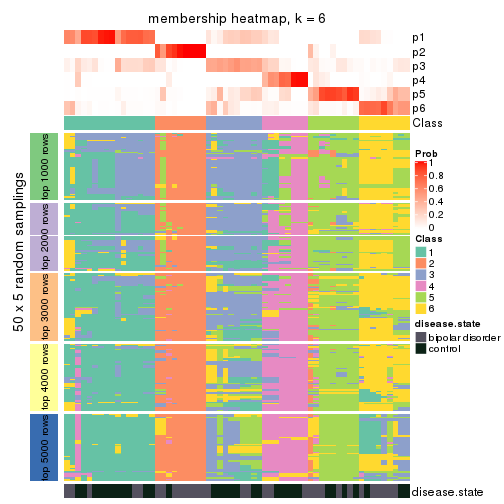 membership heatmap, k = 6
p1
p2
p3
p4
p5
p6
Class
50 x 5 random samplings
top 1000 rows
top 2000 rows
top 3000 rows
top 4000 rows
top 5000 rows
Prob
1
0.8
0.6
0.4
0.2
0
Class
1
2
3
4
5
6
disease.state
bipolar disorder
control
disease.state